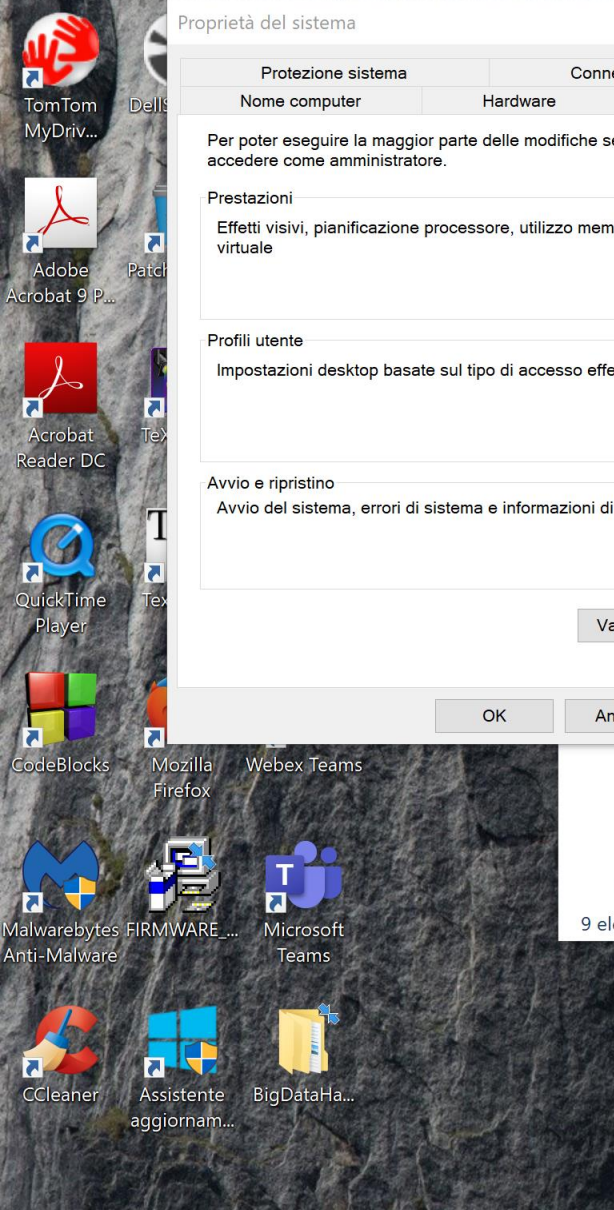 Proprietà del sistema
Protezione sistema
Nome computer
Hardware
Per poter eseguire la maggior parte delle modifiche
accedere come amministratore.
Prestazioni
Effetti visivi, pianificazione processore, utilizzo
virtuale
Profili utente
Impostazioni desktop basate sul tipo di accesso
Avvio e ripristino
Avvio del sistema, errori di sistema e informazioni di
OK
TomTom
MyDriv...
Adobe
Acrobat 9 P...
Acrobat
Reader DC
QuickTime
Player
CodeBlocks
Mozilla
Firefox
Webex Teams
Malwarebytes
Anti-Malware
FIRMWARE_...
T
Microsoft
Teams
9
CCleaner
Assistente
aggiornam...
BigDataHa...